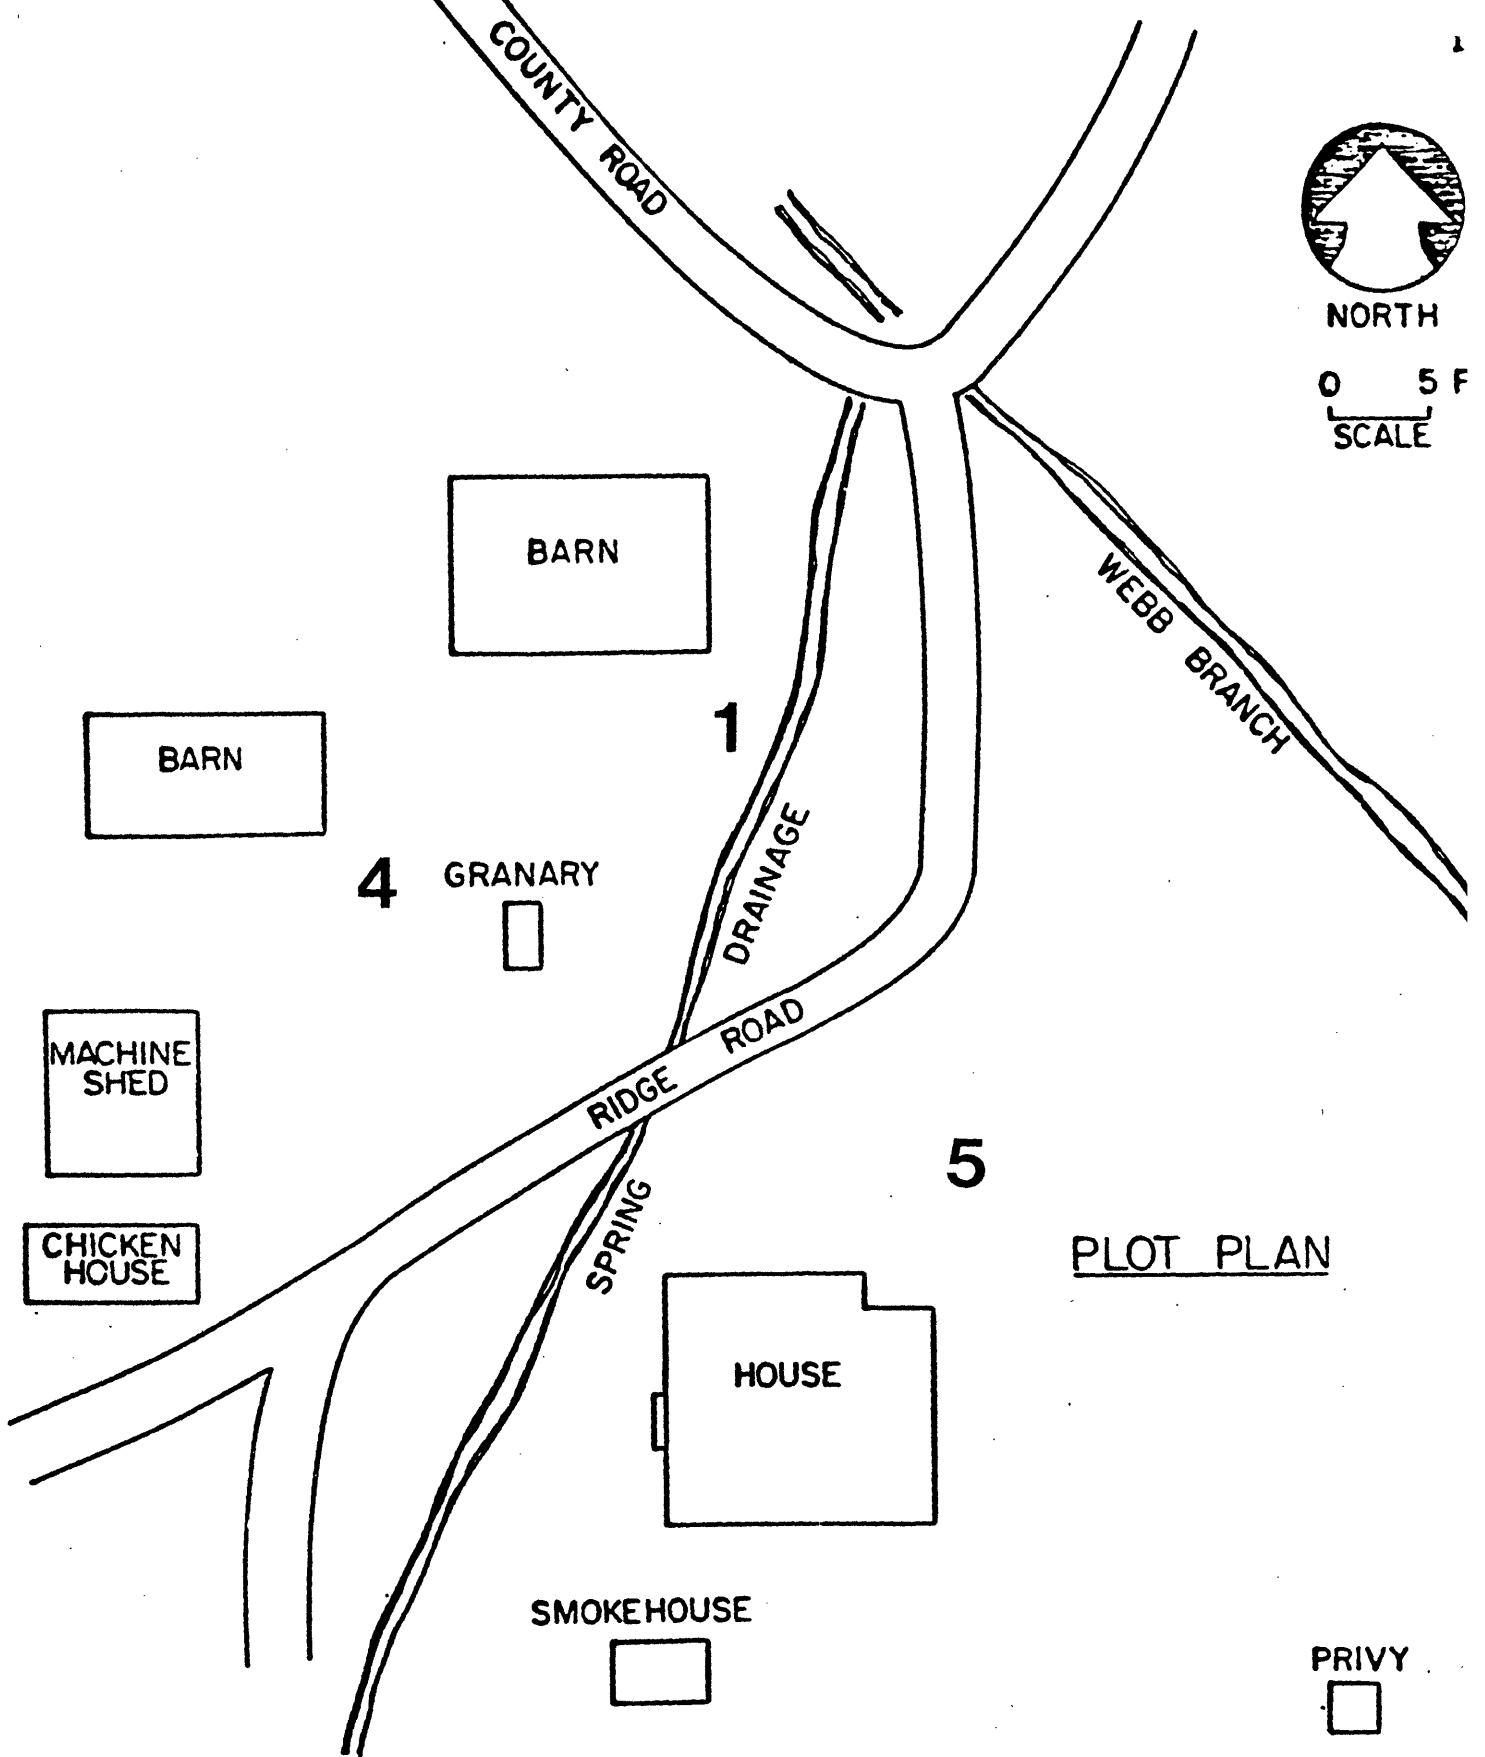 COUNTY ROAD
1
NORTH
0 5 F
SCALE
BARN
WEBB BRANCH
1
BARN
DRAINAGE
4
GRANARY
RIDGE ROAD
MACHINE
SHED
5
SPRING
CHICKEN
HOUSE
PLOT PLAN
HOUSE
SMOKEHOUSE
PRIVY